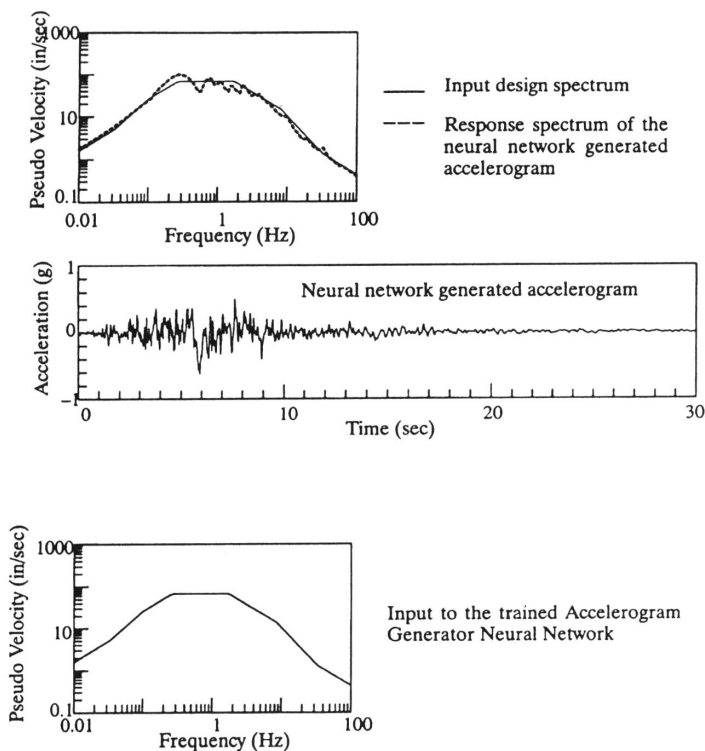 1000
10
0.1
Pseudo Velocity (in/sec)
0.01
1
100
Frequency (Hz)
Input design spectrum
Response spectrum of the
neural network generated
accelerogram
1
0
−1
Acceleration (g)
Neural network generated accelerogram
0
10
20
30
Time (sec)
1000
10
0.1
Pseudo Velocity (in/sec)
0.01
1
100
Frequency (Hz)
Input to the trained Accelerogram
Generator Neural Network